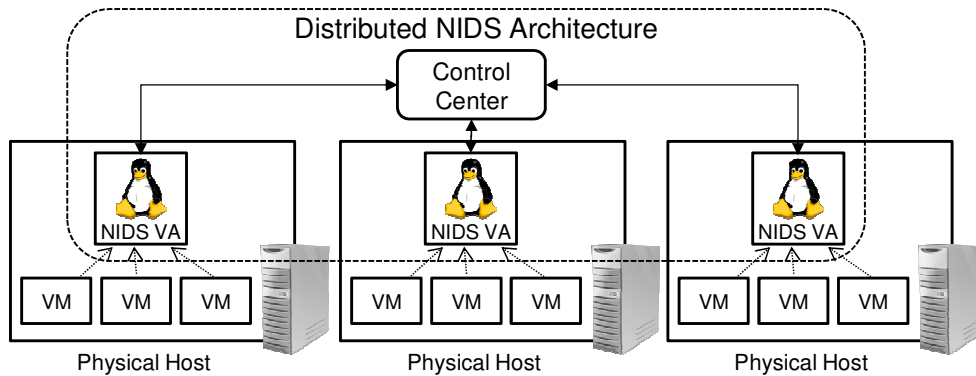 Distributed NIDS Architecture
Control
Center
NIDS VA
NIDS VA
NIDS VA
VM
VM
VM
VM
VM
VM
VM
VM
VM
Physical Host
Physical Host
Physical Host